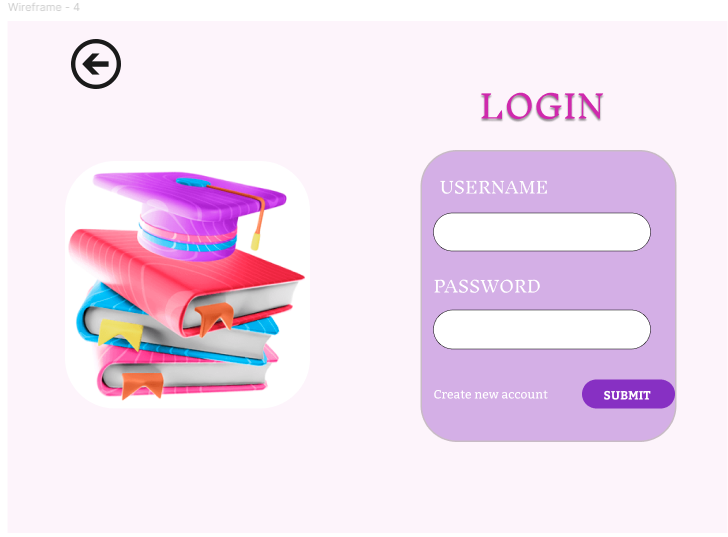 Wireframe - 4
LOGIN
USERNAME
PASSWORD
Create new account
SUBMIT